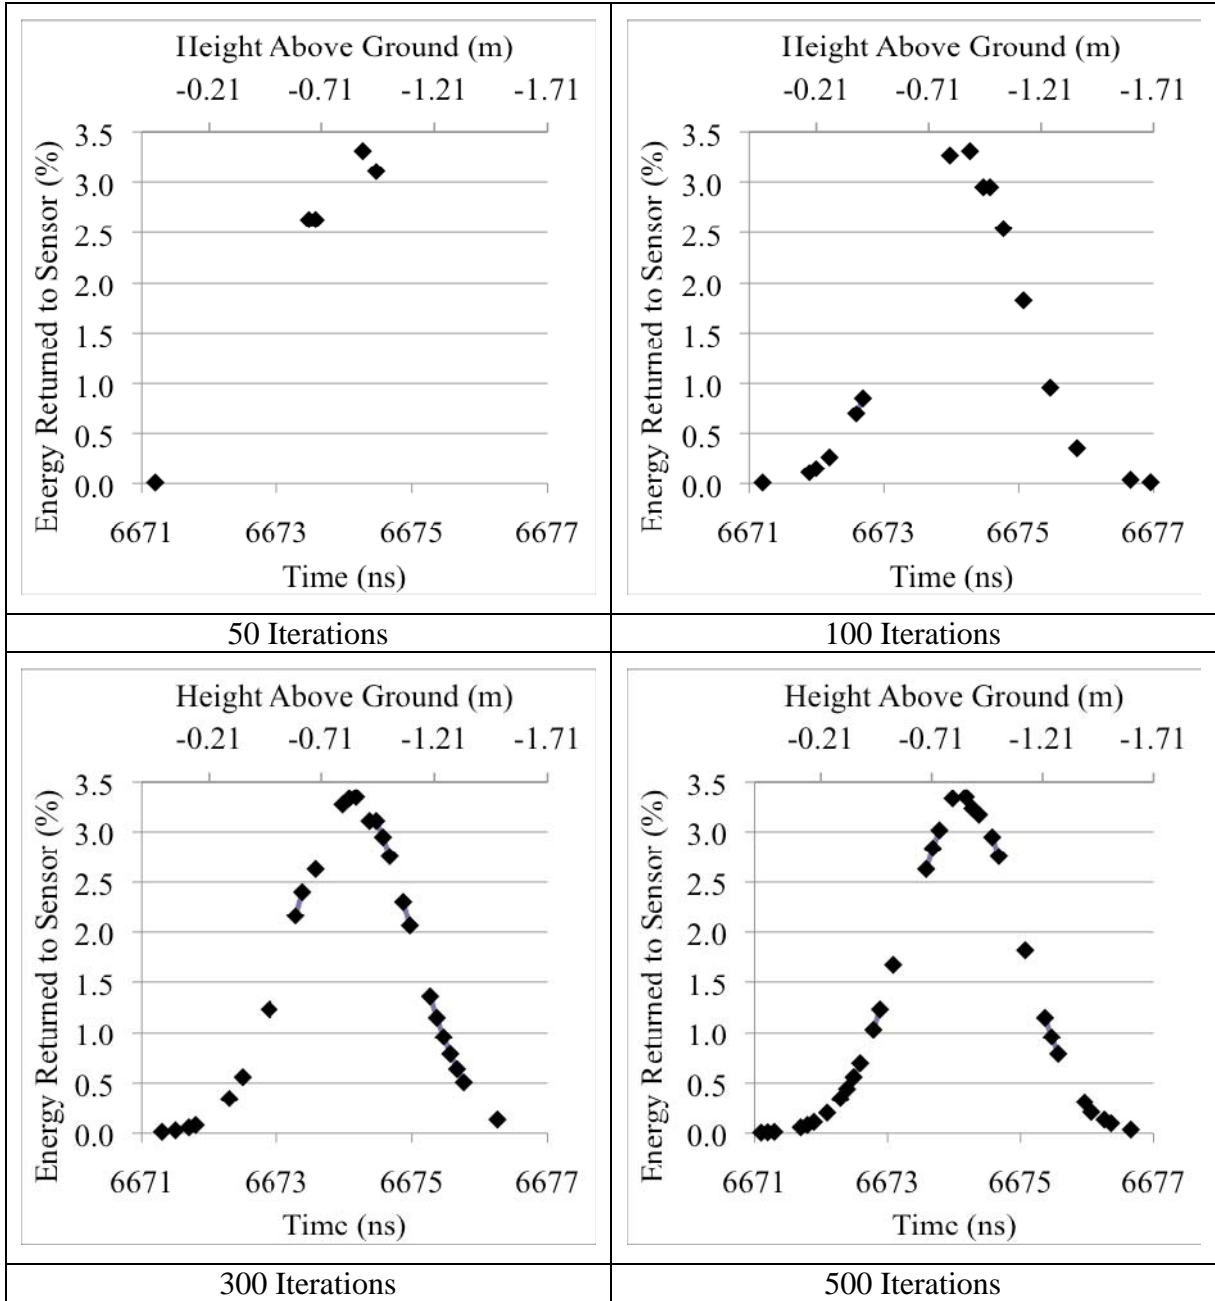 Height Above Ground (m)
-0.21 -0.71 -1.21 -1.71
Energy Returned to Sensor (%)
3.5
3.0
2.5
2.0
1.5
1.0
0.5
0.0
6671 6673 6675 6677
Time (ns)
50 Iterations
Height Above Ground (m)
-0.21 -0.71 -1.21 -1.71
Energy Returned to Sensor (%)
3.5
3.0
2.5
2.0
1.5
1.0
0.5
0.0
6671 6673 6675 6677
Time (ns)
100 Iterations
Height Above Ground (m)
-0.21 -0.71 -1.21 -1.71
Energy Returned to Sensor (%)
3.5
3.0
2.5
2.0
1.5
1.0
0.5
0.0
6671 6673 6675 6677
Time (ns)
300 Iterations
Height Above Ground (m)
-0.21 -0.71 -1.21 -1.71
Energy Returned to Sensor (%)
3.5
3.0
2.5
2.0
1.5
1.0
0.5
0.0
6671 6673 6675 6677
Time (ns)
500 Iterations